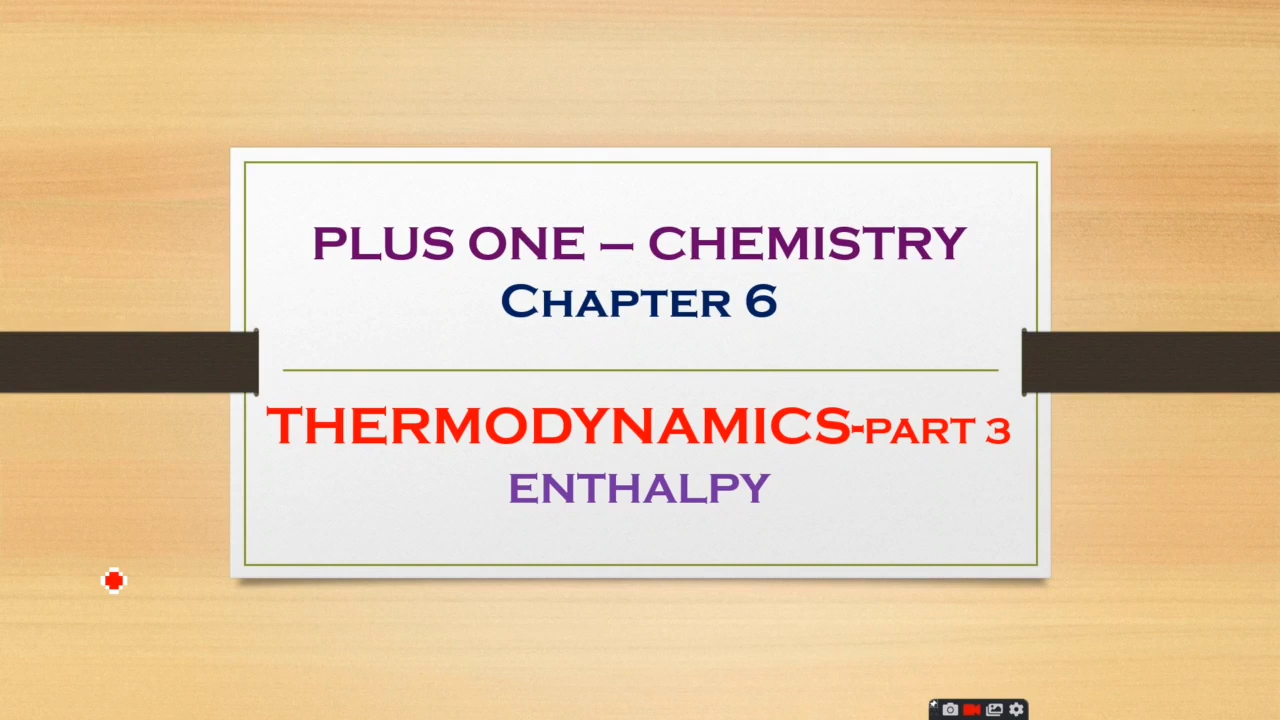 PLUS ONE – CHEMISTRY
CHAPTER 6
THERMODYNAMICS-PART 3
ENTHALPY